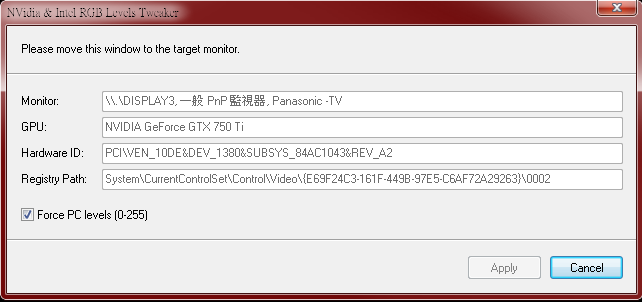 NVidia & Intel RGB Levels Tweaker
Please move this window to the target monitor.
Monitor: \\.\DISPLAY3, 一般 PnP 監視器, Panasonic -TV
GPU: NVIDIA GeForce GTX 750 Ti
Hardware ID: PCI\VEN_10DE&DEV_1380&SUBSYS_84AC1043&REV_A2
Registry Path: System\CurrentControlSet\Control\Video\{E69F24C3-161F-449B-97E5-C6AF72A29263}\0002
Force PC levels (0-255)
Apply Cancel